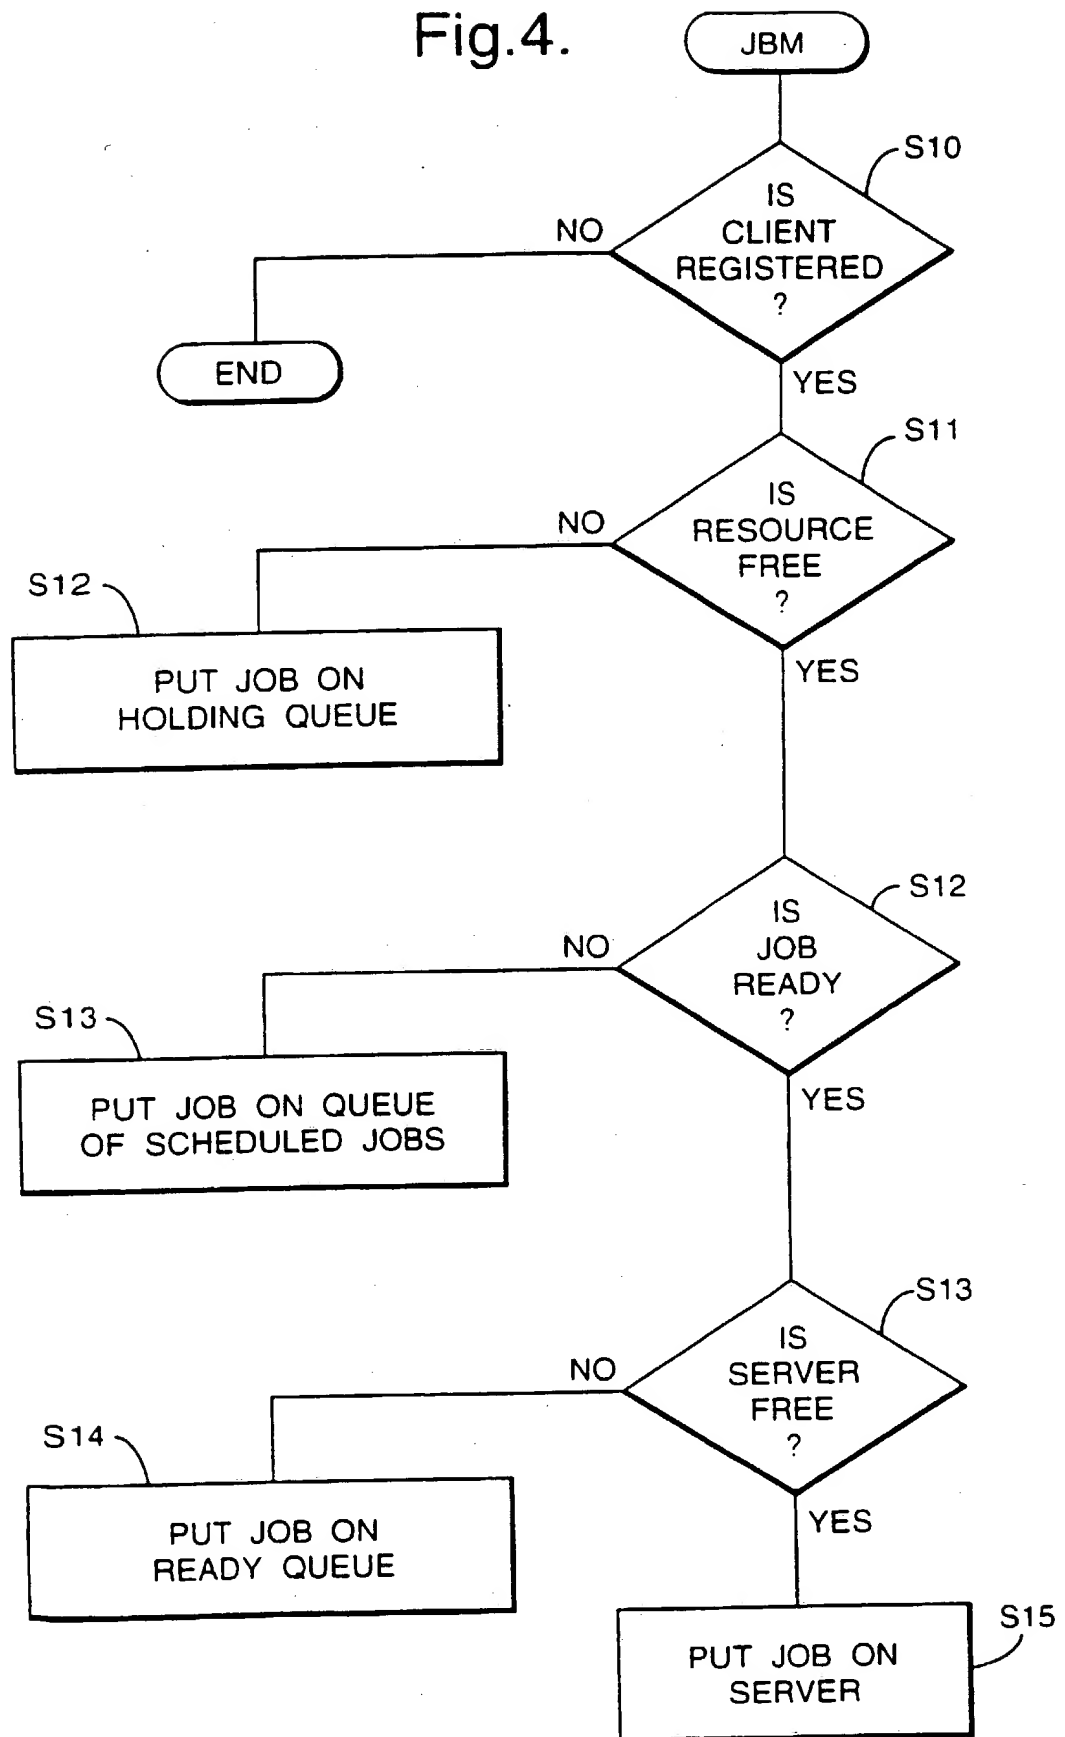 Fig.4.
JBM
S10
IS
CLIENT
REGISTERED
?
NO
END
YES
S11
IS
RESOURCE
FREE
?
NO
S12
PUT JOB ON
HOLDING QUEUE
YES
S12
IS
JOB
READY
?
NO
S13
PUT JOB ON QUEUE
OF SCHEDULED JOBS
YES
S13
IS
SERVER
FREE
?
NO
S14
PUT JOB ON
READY QUEUE
YES
S15
PUT JOB ON
SERVER